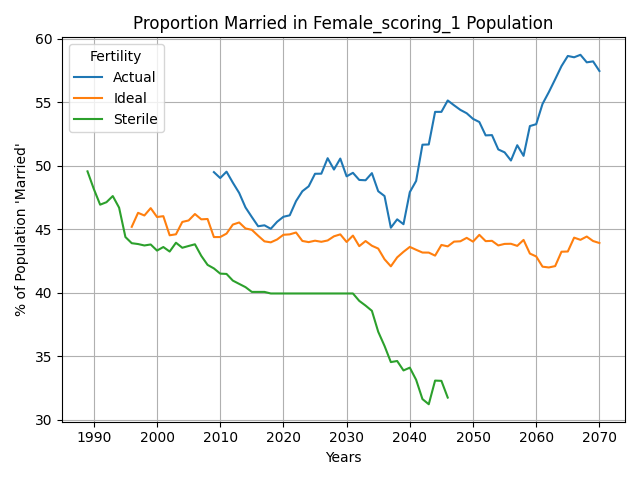 Proportion Married in Female_scoring_1 Population
% of Population 'Married'
60
55
50
45
40
35
30
Fertility
Actual
Ideal
Sterile
1990 2000 2010 2020 2030 2040 2050 2060 2070
Years